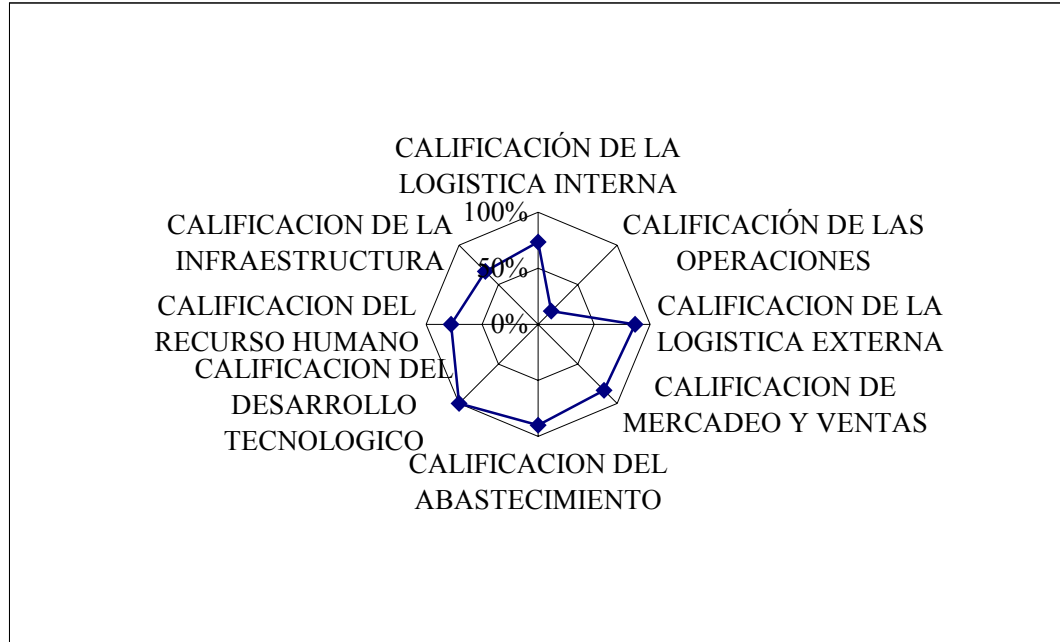 CALIFICACIÓN DE LA
LOGISTICA INTERNA
100%
50%
0%
CALIFICACIÓN DE LAS
OPERACIONES
CALIFICACION DE LA
LOGISTICA EXTERNA
CALIFICACION DE
MERCADEO Y VENTAS
CALIFICACION DEL
ABASTECIMIENTO
CALIFICACION DEL
DESARROLLO
TECNOLOGICO
CALIFICACION DEL
RECURSO HUMANO
CALIFICACION DE LA
INFRAESTRUCTURA